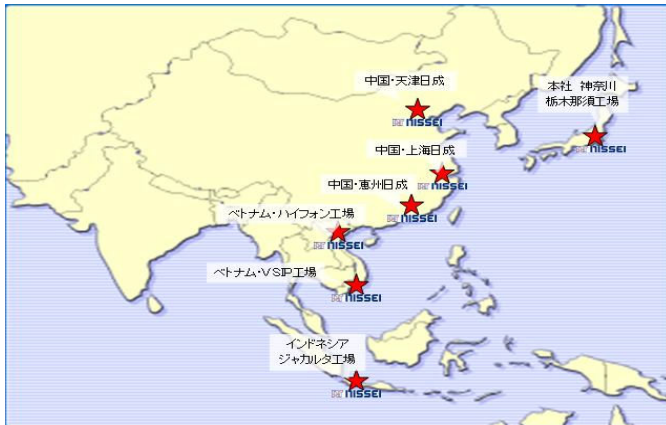 中国・天津日成
NISSEI
本社 神奈川
栃木那須工場
NISSEI
中国・上海日成
NISSEI
中国・恵州日成
NISSEI
ベトナム・ハイフォン工場
NISSEI
ベトナム・VSIP工場
NISSEI
インドネシア
ジャカルタ工場
NISSEI